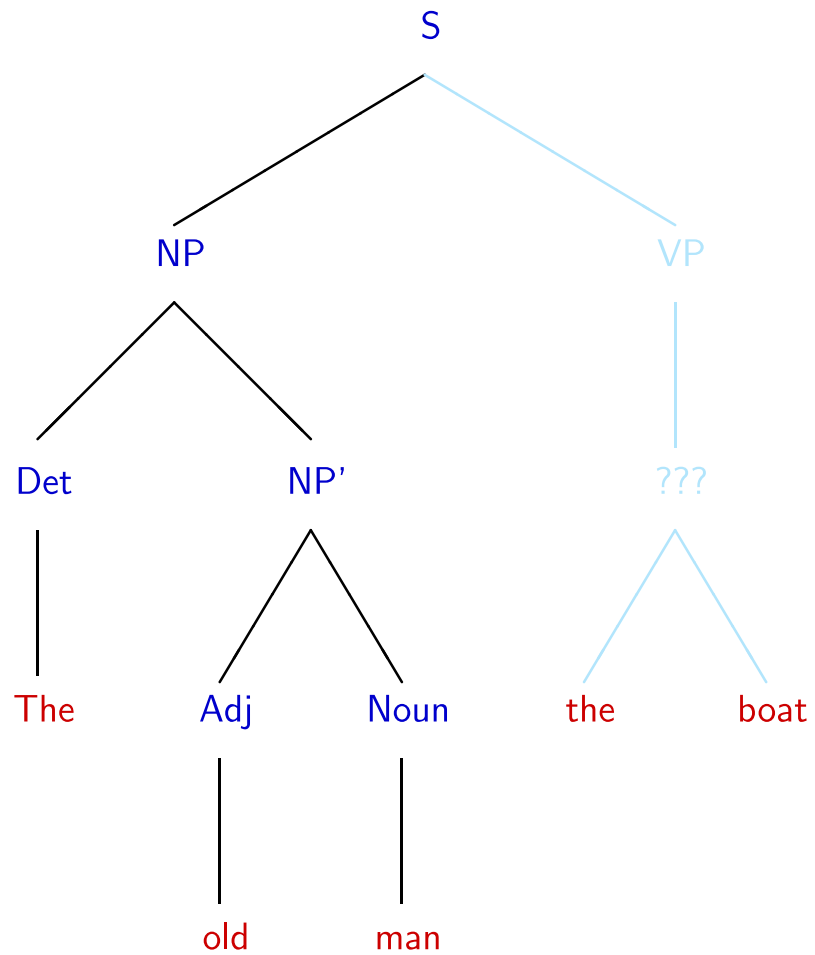 S
NP VP
Det NP' ???
The Adj Noun the boat
old man